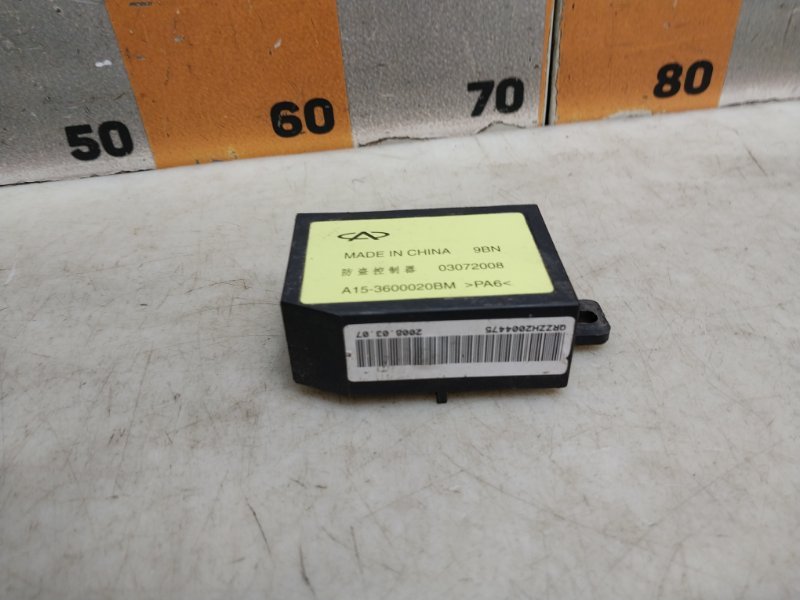 50 60 70 80
MADE IN CHINA 9BN
防盗控制器 03072008
A15-3600020BM >PA6<
QRZZH2004475 2008.03.07